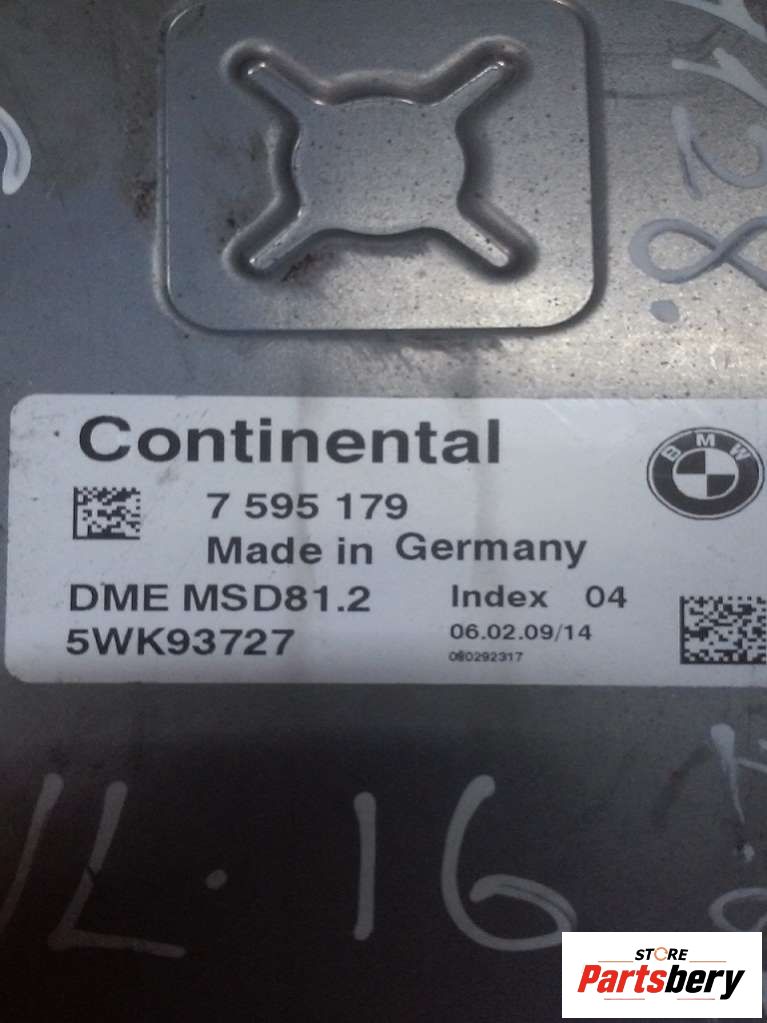 Continental
BMW
7 595 179
Made in Germany
DME MSD81.2 Index 04
5WK93727 06.02.09/14
16
STORE
Partsbery